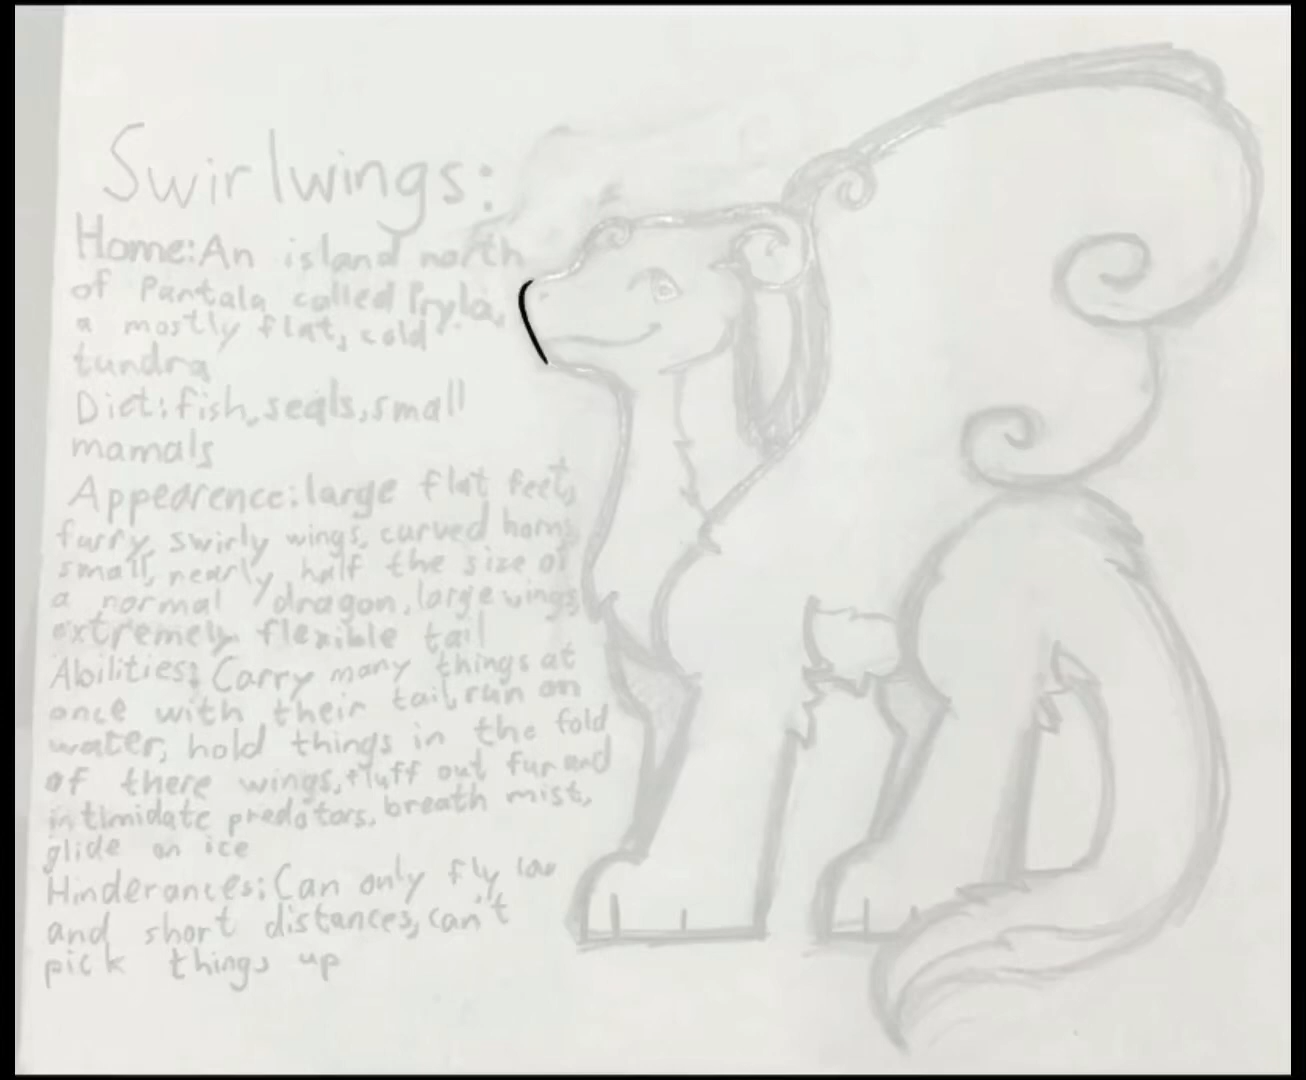 Swirlwings:
Home: An island north
of Pantala called Pryla,
a mostly flat, cold
tundra
Diet: fish, seals, small
mamals
Appearence: large flat feet,
furry, swirly wings, curved horns,
small, nearly half the size of
a normal dragon, large wings,
extremely flexible tail
Abilities: Carry many things at
once with their tail, run on
water, hold things in the fold
of there wings, fluff out fur and
intimidate predators, breath mist,
glide on ice
Hinderances: Can only fly low
and short distances, can't
pick things up